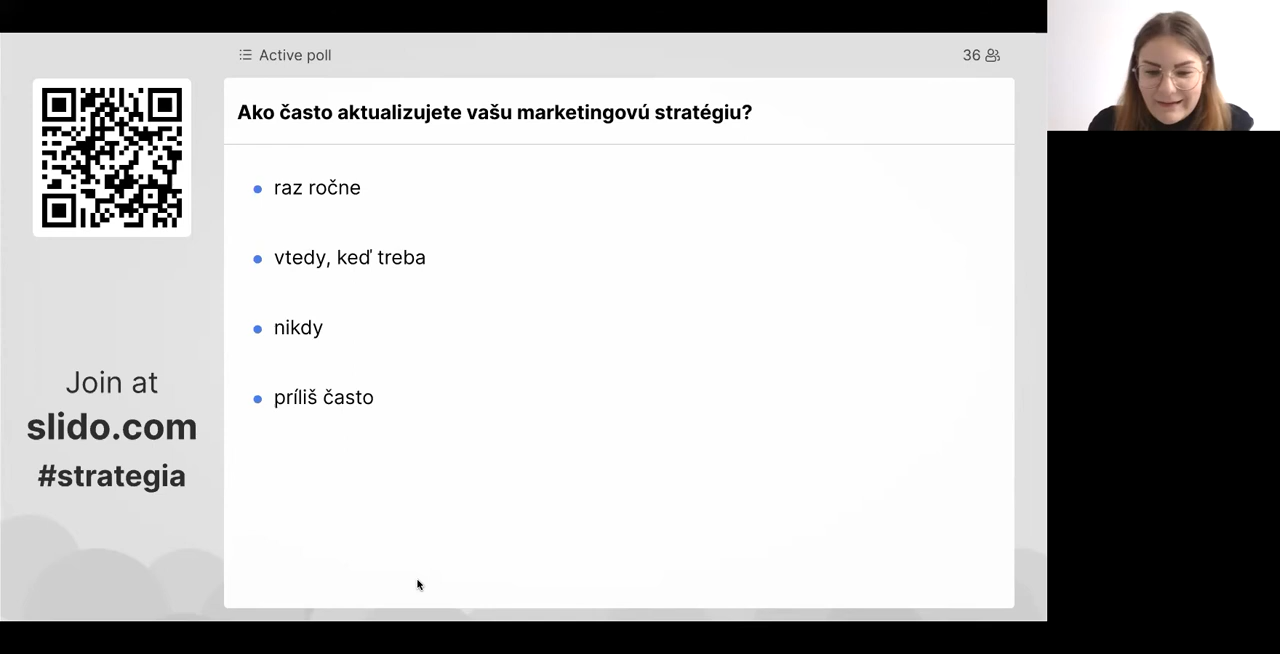 Active poll
36
Ako často aktualizujete vašu marketingovú stratégiu?
raz ročne
vtedy, keď treba
nikdy
príliš často
Join at
slido.com
#strategia